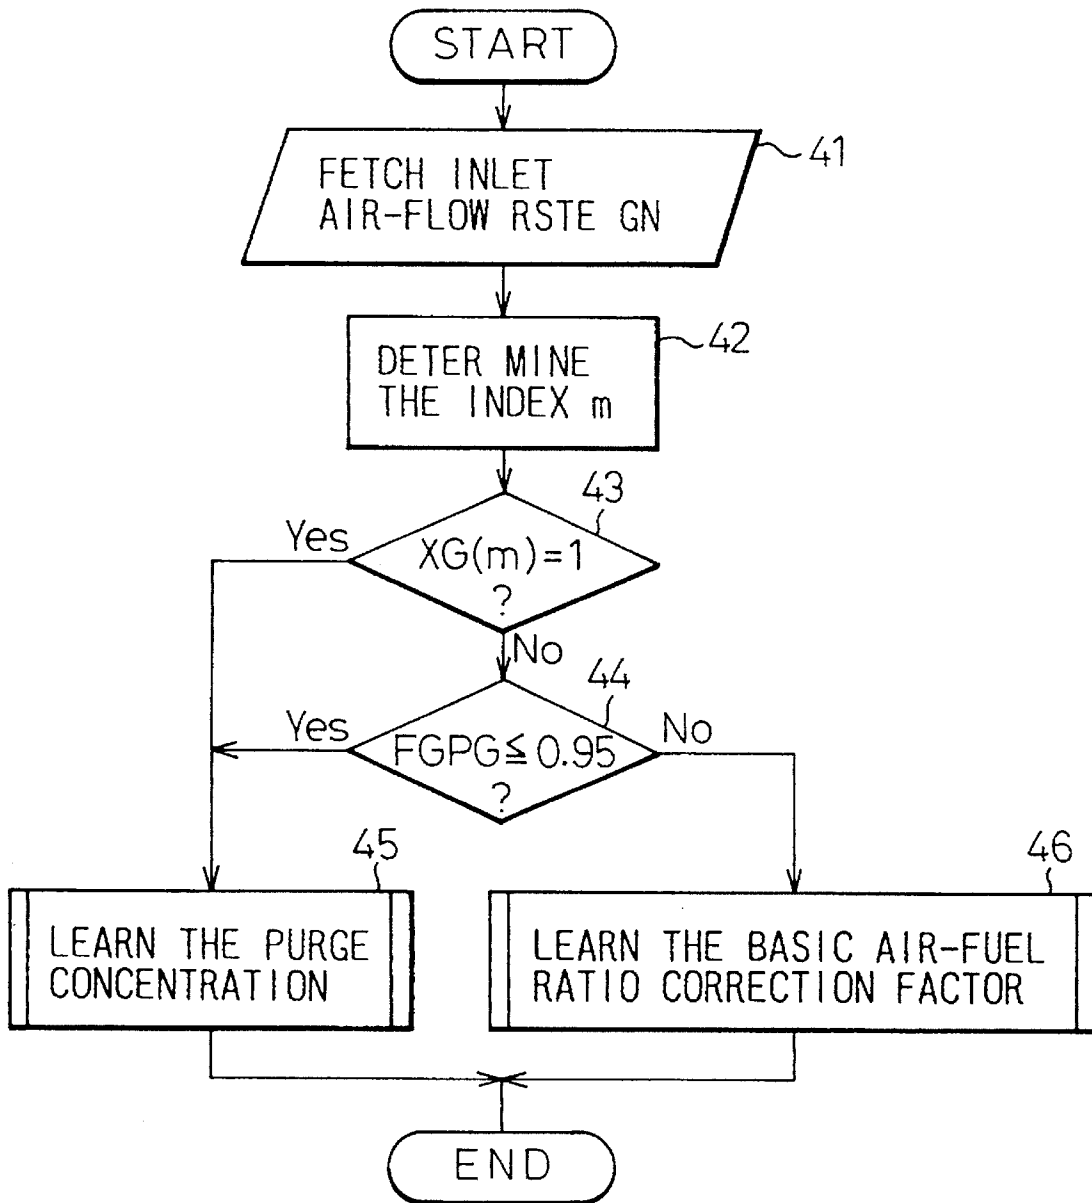 START
41
FETCH INLET
AIR-FLOW RSTE GN
42
DETER MINE
THE INDEX m
43
Yes
XG(m)=1
?
No
44
Yes
FGPG≦0.95
No
?
45
46
LEARN THE PURGE
CONCENTRATION
LEARN THE BASIC AIR-FUEL
RATIO CORRECTION FACTOR
END